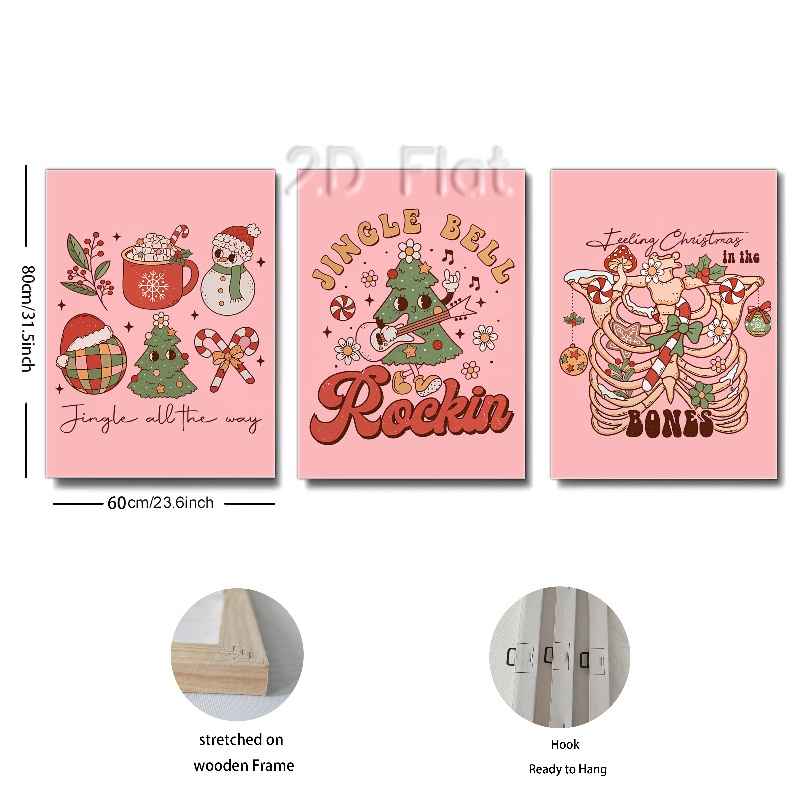 2D Flat
80cm/31.5inch
60cm/23.6inch
Jingle all the way
JINGLE BELL
Rockin
Feeling Christmas
in the
BONES
stretched on
wooden Frame
Hook
Ready to Hang